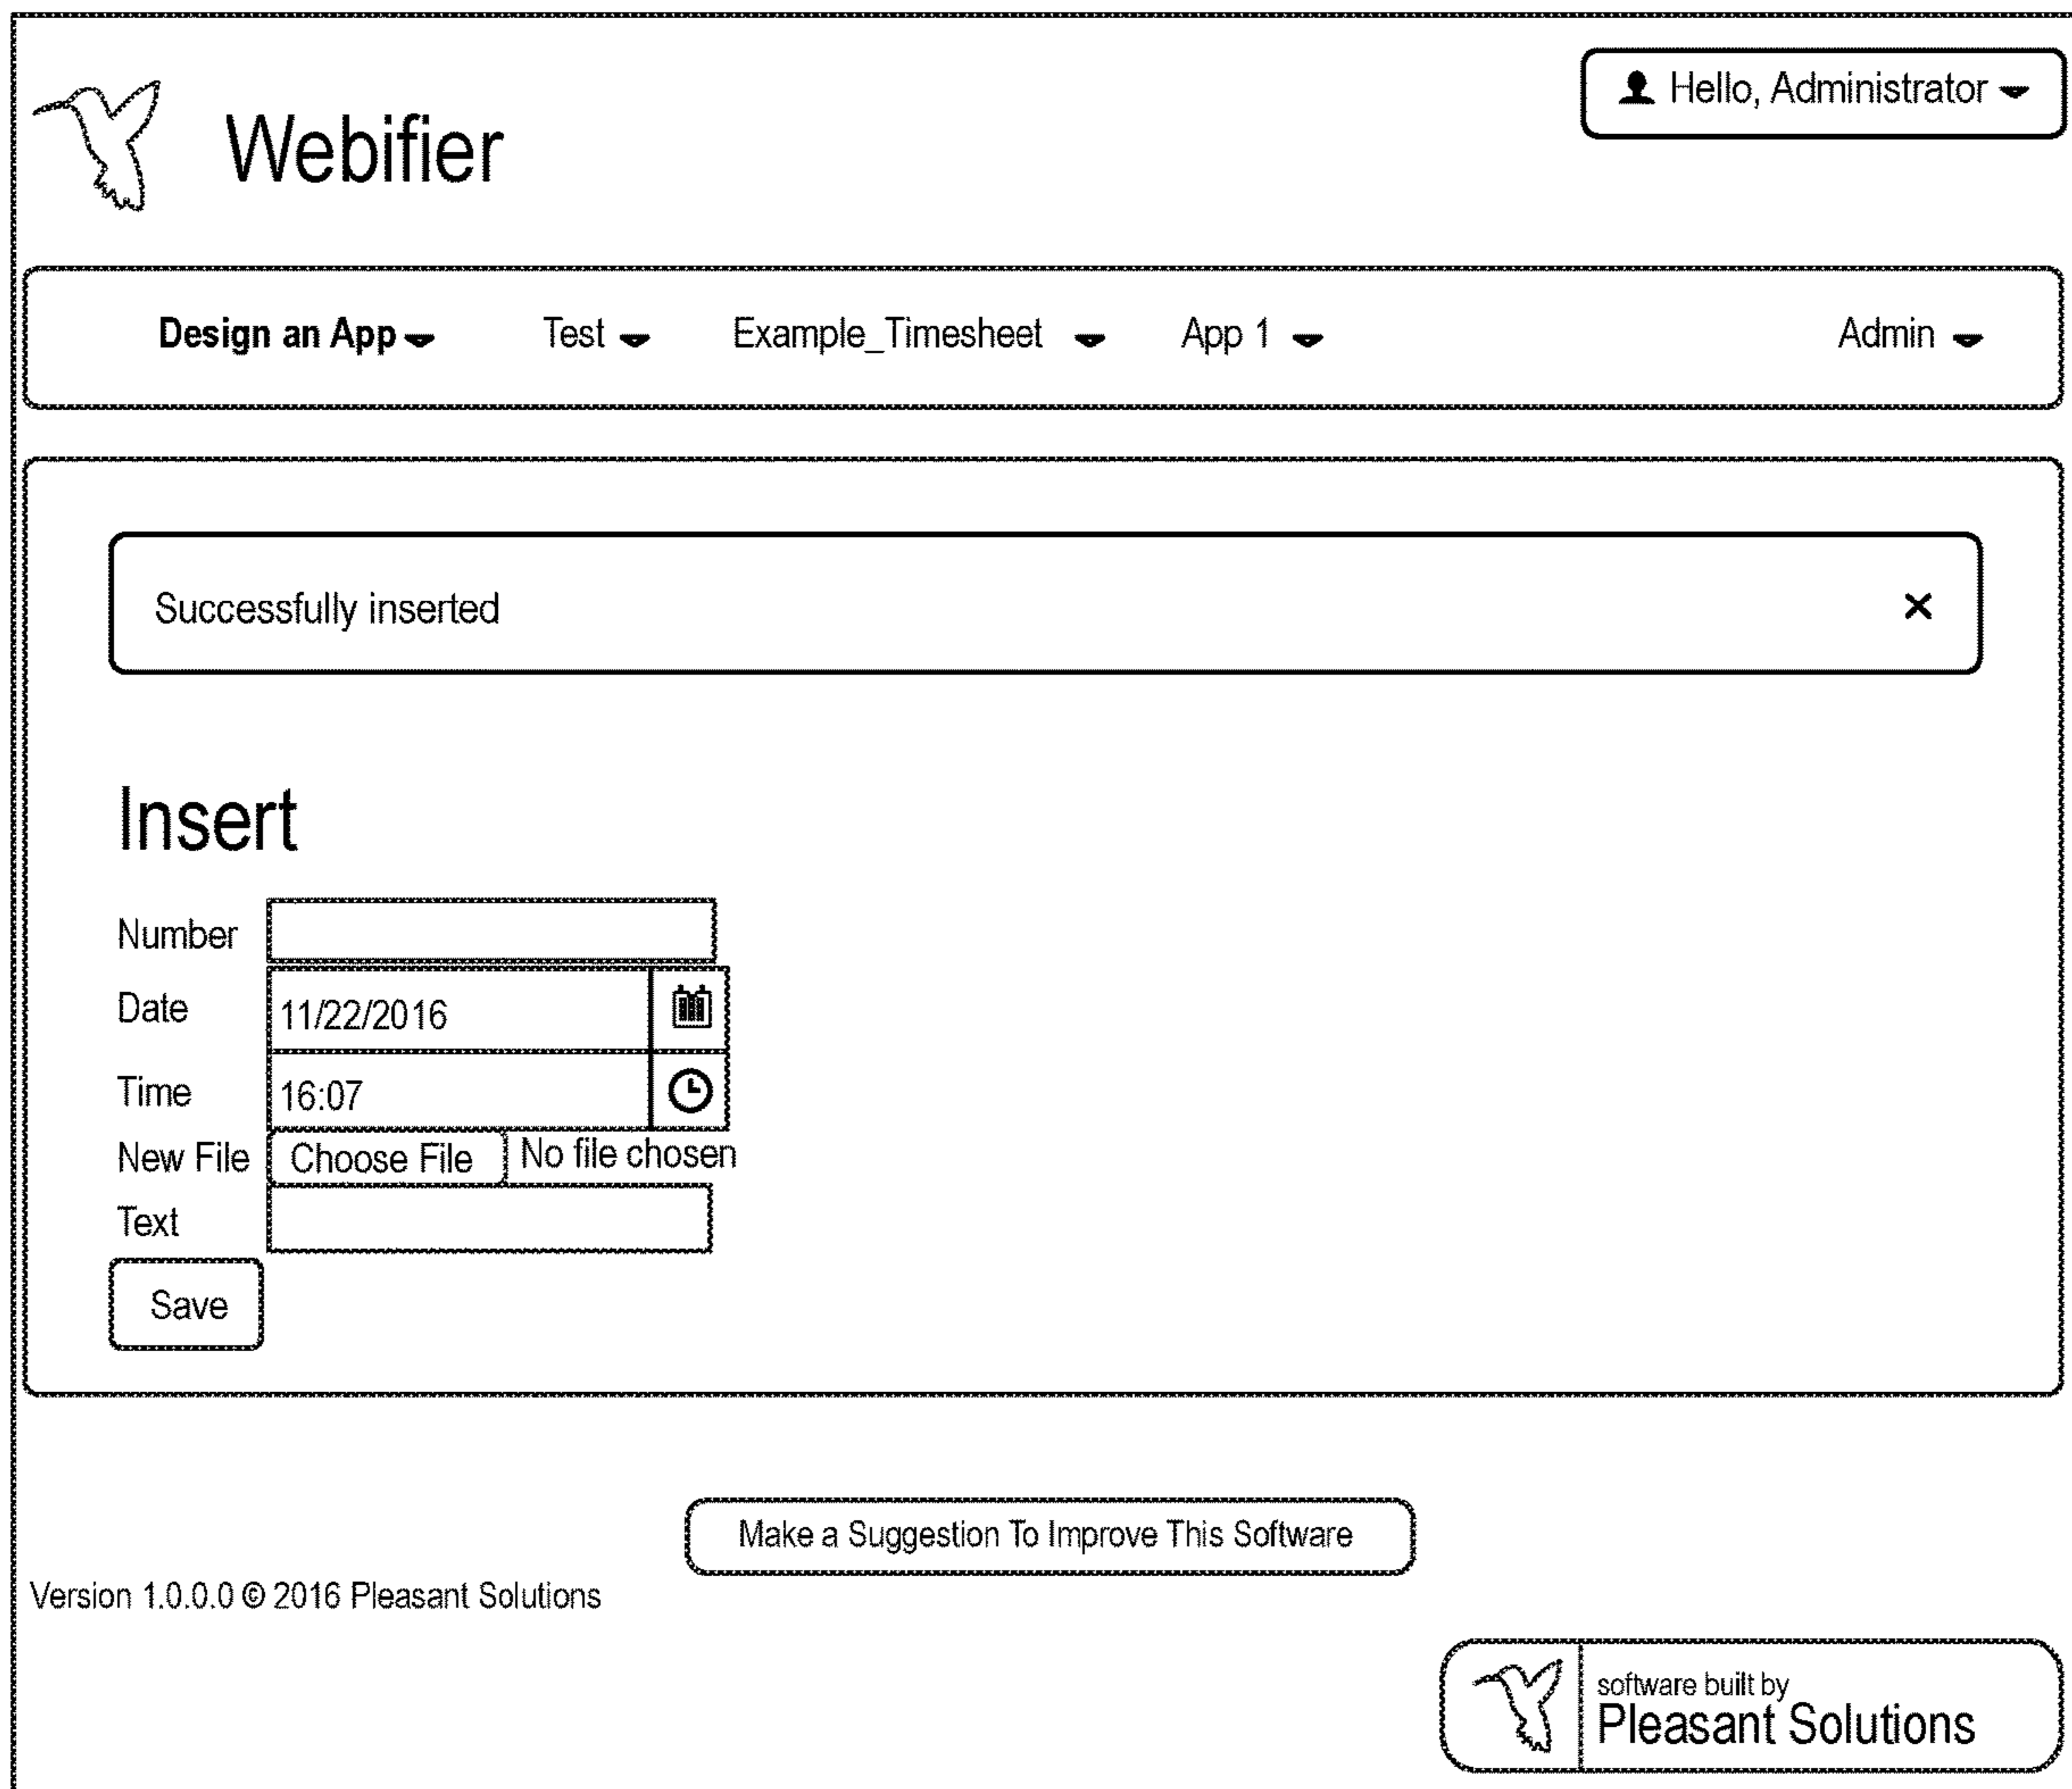 Hello, Administrator
Webifier
Design an App Test Example_Timesheet App 1 Admin
Successfully inserted
Insert
Number
Date 11/22/2016
Time 16:07
New File Choose File No file chosen
Text
Save
Make a Suggestion To Improve This Software
Version 1.0.0.0 © 2016 Pleasant Solutions
software built by
Pleasant Solutions